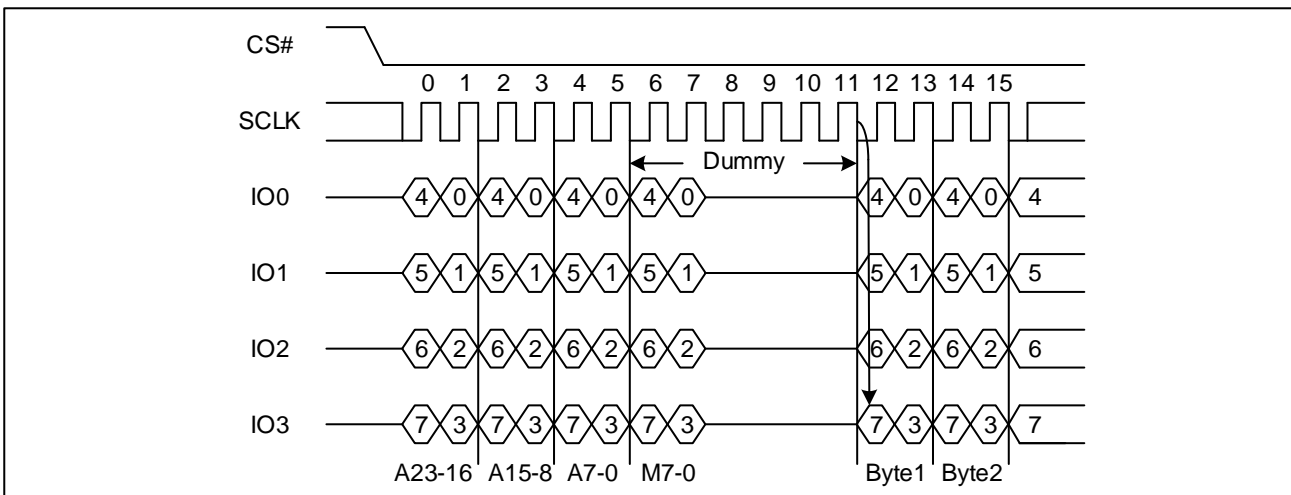 CS#
0 1 2 3 4 5 6 7 8 9 10 11 12 13 14 15
SCLK
Dummy
IO0 4 0 4 0 4 0 4 0 4 0 4 0 4
IO1 5 1 5 1 5 1 5 1 5 1 5 1 5
IO2 6 2 6 2 6 2 6 2 6 2 6 2 6
IO3 7 3 7 3 7 3 7 3 7 3 7 3 7
A23-16 A15-8 A7-0 M7-0 Byte1 Byte2